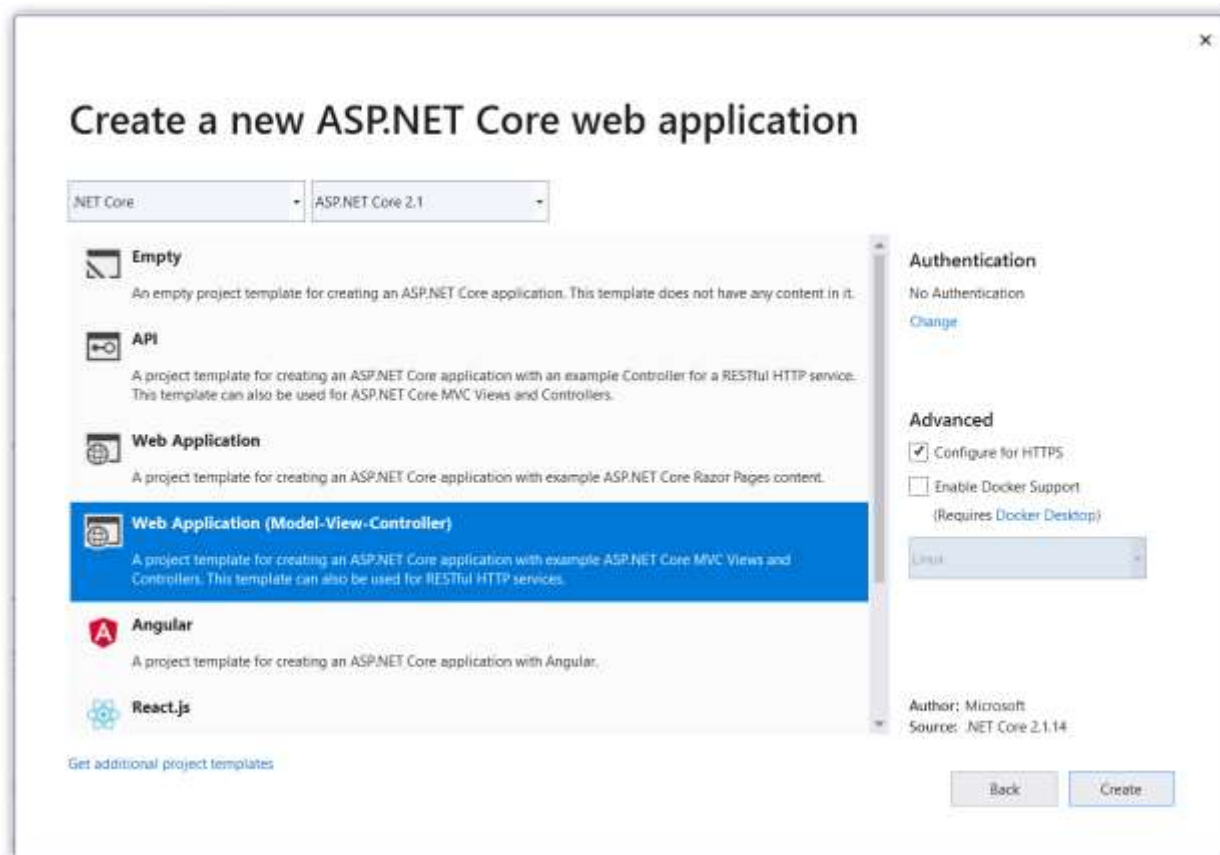 Create a new ASP.NET Core web application
.NET Core
ASP.NET Core 2.1
Empty
An empty project template for creating an ASP.NET Core application. This template does not have any content in it.
API
A project template for creating an ASP.NET Core application with an example Controller for a RESTful HTTP service.
This template can also be used for ASP.NET Core MVC Views and Controllers.
Web Application
A project template for creating an ASP.NET Core application with example ASP.NET Core Razor Pages content.
Web Application (Model-View-Controller)
A project template for creating an ASP.NET Core application with example ASP.NET Core MVC Views and
Controllers. This template can also be used for RESTful HTTP services.
Angular
A project template for creating an ASP.NET Core application with Angular.
React.js
Get additional project templates
Authentication
No Authentication
Change
Advanced
Configure for HTTPS
Enable Docker Support
(Requires Docker Desktop)
Linux
Author: Microsoft
Source: .NET Core 2.1.14
Back
Create